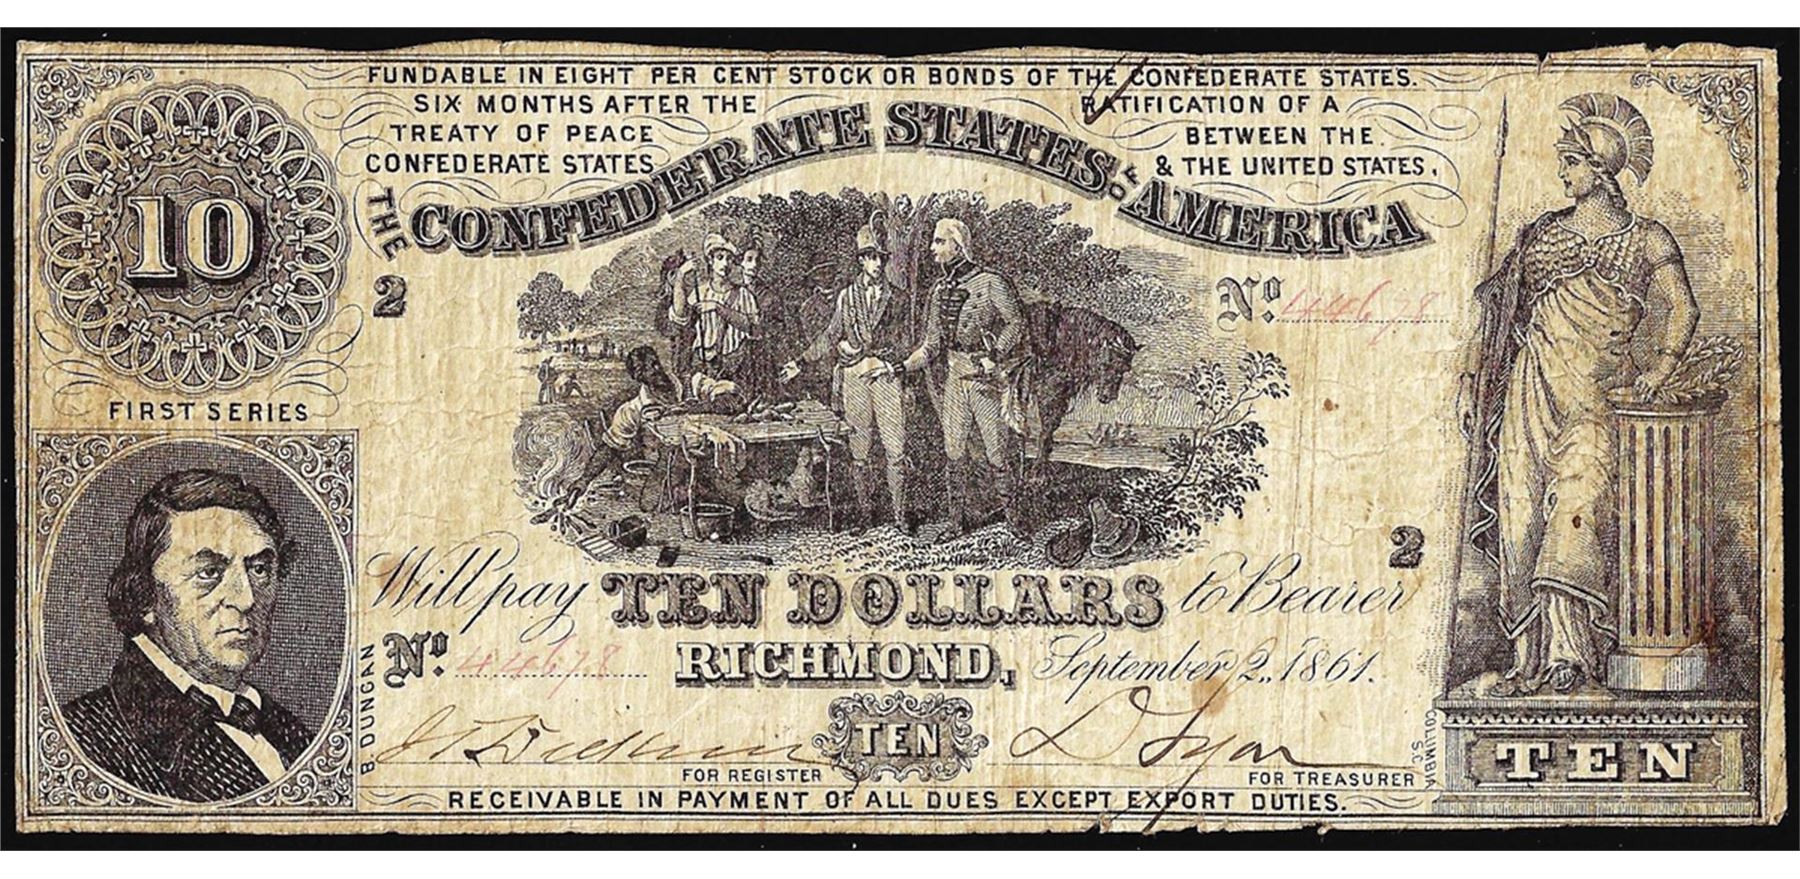 FUNDABLE IN EIGHT PER CENT STOCK OR BONDS OF THE CONFEDERATE STATES.
SIX MONTHS AFTER THE RATIFICATION OF A
TREATY OF PEACE BETWEEN THE
CONFEDERATE STATES & THE UNITED STATES,
THE CONFEDERATE STATES OF AMERICA
10
2
No. 44678
FIRST SERIES
2
Will pay TEN DOLLARS to Bearer
No. 44678
RICHMOND, September 2, 1861.
B DUNCAN
COLUMBIA S.C.
TEN
FOR REGISTER
FOR TREASURER
TEN
RECEIVABLE IN PAYMENT OF ALL DUES EXCEPT EXPORT DUTIES.